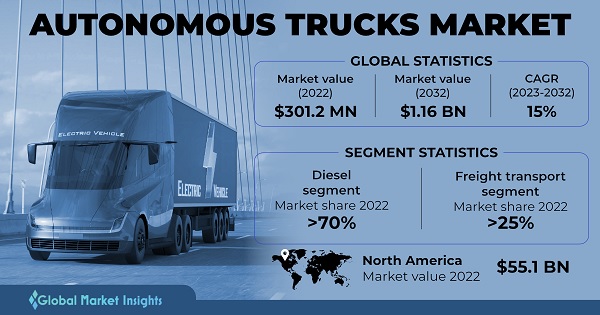 AUTONOMOUS TRUCKS MARKET
GLOBAL STATISTICS
Market value
(2022)
$301.2 MN
Market value
(2032)
$1.16 BN
CAGR
(2023-2032)
15%
ELECTRIC VEHICLE
ELECTRIC VEHICLE
SEGMENT STATISTICS
Diesel
segment
Market share 2022
>70%
Freight transport
segment
Market share 2022
>25%
North America
Market value 2022
$55.1 BN
Global Market Insights